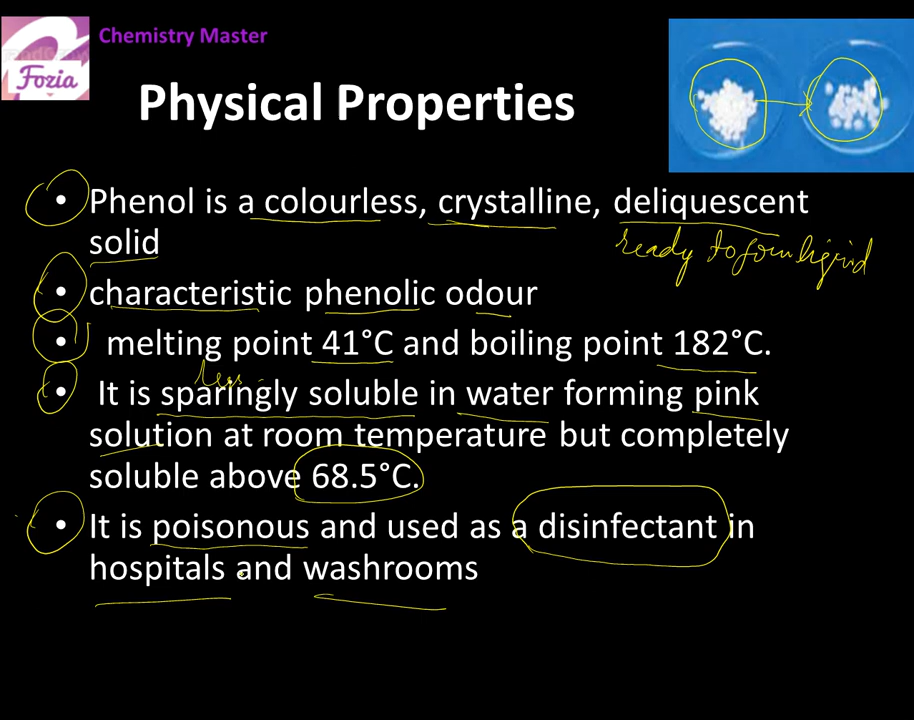 Chemistry Master
Fozia
Physical Properties
• Phenol is a colourless, crystalline, deliquescent
solid
ready to form liquid
• characteristic phenolic odour
• melting point 41°C and boiling point 182°C.
less
• It is sparingly soluble in water forming pink
solution at room temperature but completely
soluble above 68.5°C.
• It is poisonous and used as a disinfectant in
hospitals and washrooms